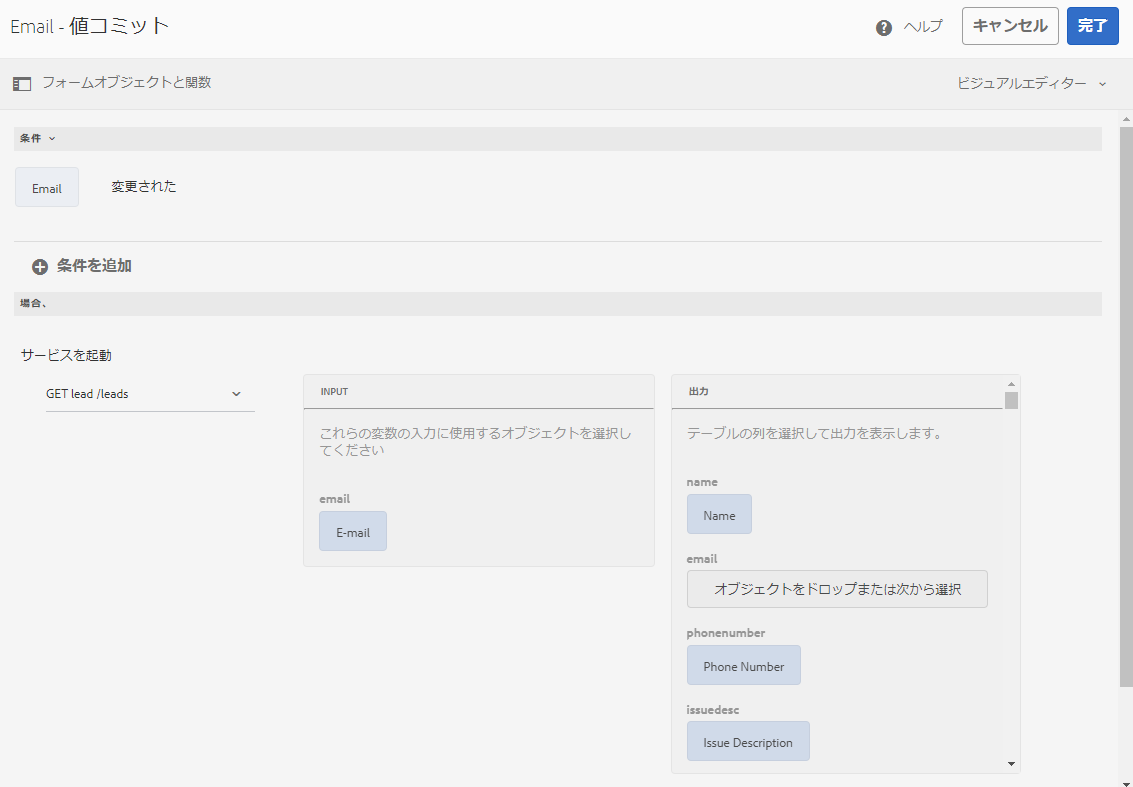 Email - 値コミット
ヘルプ
キャンセル
完了
フォームオブジェクトと関数
ビジュアルエディター
条件
Email
変更された
条件を追加
場合、
サービスを起動
GET lead /leads
INPUT
これらの変数の入力に使用するオブジェクトを選択し
てください
email
E-mail
出力
テーブルの列を選択して出力を表示します。
name
Name
email
オブジェクトをドロップまたは次から選択
phonenumber
Phone Number
issuedesc
Issue Description